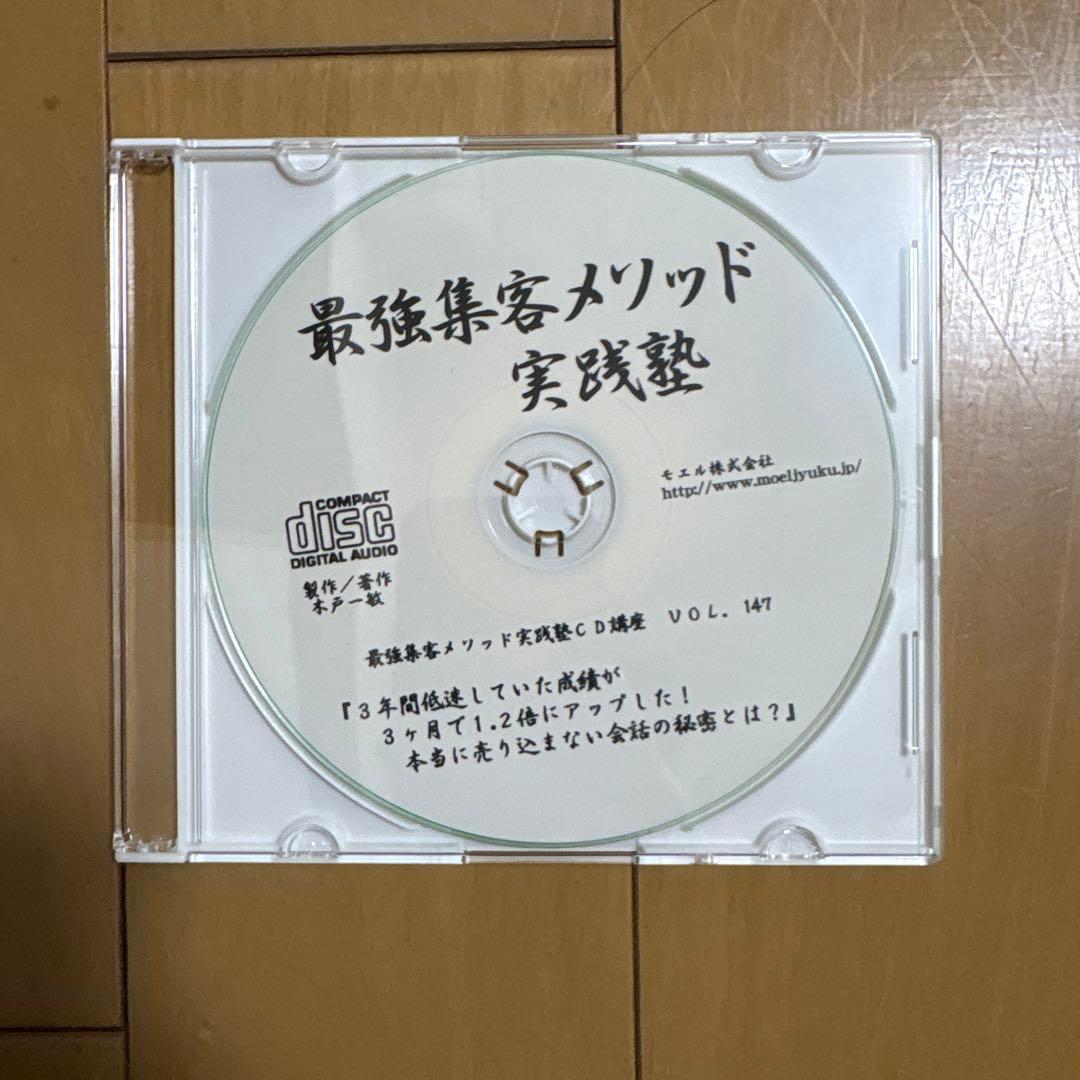 最強集客メソッド
実践塾
モエル株式会社
http://www.moeljyuku.jp/
COMPACT
disc
DIGITAL AUDIO
製作／著作
木戸一敏
最強集客メソッド実践塾ＣＤ講座　ＶＯＬ．147
『３年間低迷していた成績が
３ヶ月で１.２倍にアップした！
本当に売り込まない会話の秘密とは？』